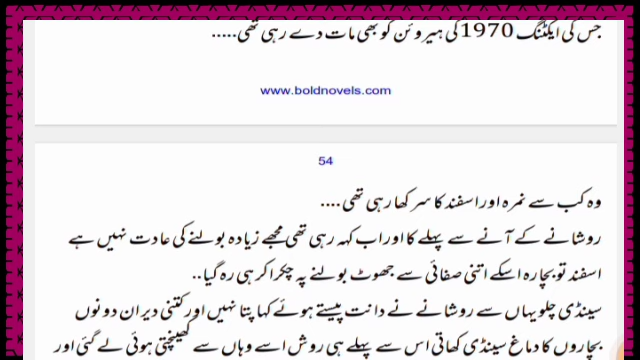 جس کی ایکٹنگ 1970 کی ہیروئن کو بھی مات دے رہی تھی.....
www.boldnovels.com
54
وہ کب سے نمرہ اور اسفند کا سر کھا رہی تھی....
روشانے کے آنے سے پہلے کا اور اب کہہ رہی تھی مجھے زیادہ بولنے کی عادت نہیں ہے
اسفند تو بچارہ اسکے اتنی صفائی سے جھوٹ بولنے پہ چکرا کر ہی رہ گیا..
سینڈی چلو یہاں سے روشانے نے دانت پیستے ہوئے کہا پتا نہیں اور کتنی دیر ان دونوں
بچاروں کا دماغ سینڈی کھاتی اس سے پہلے ہی روش اسے وہاں سے کھینچتی ہوئی لے گئی اور